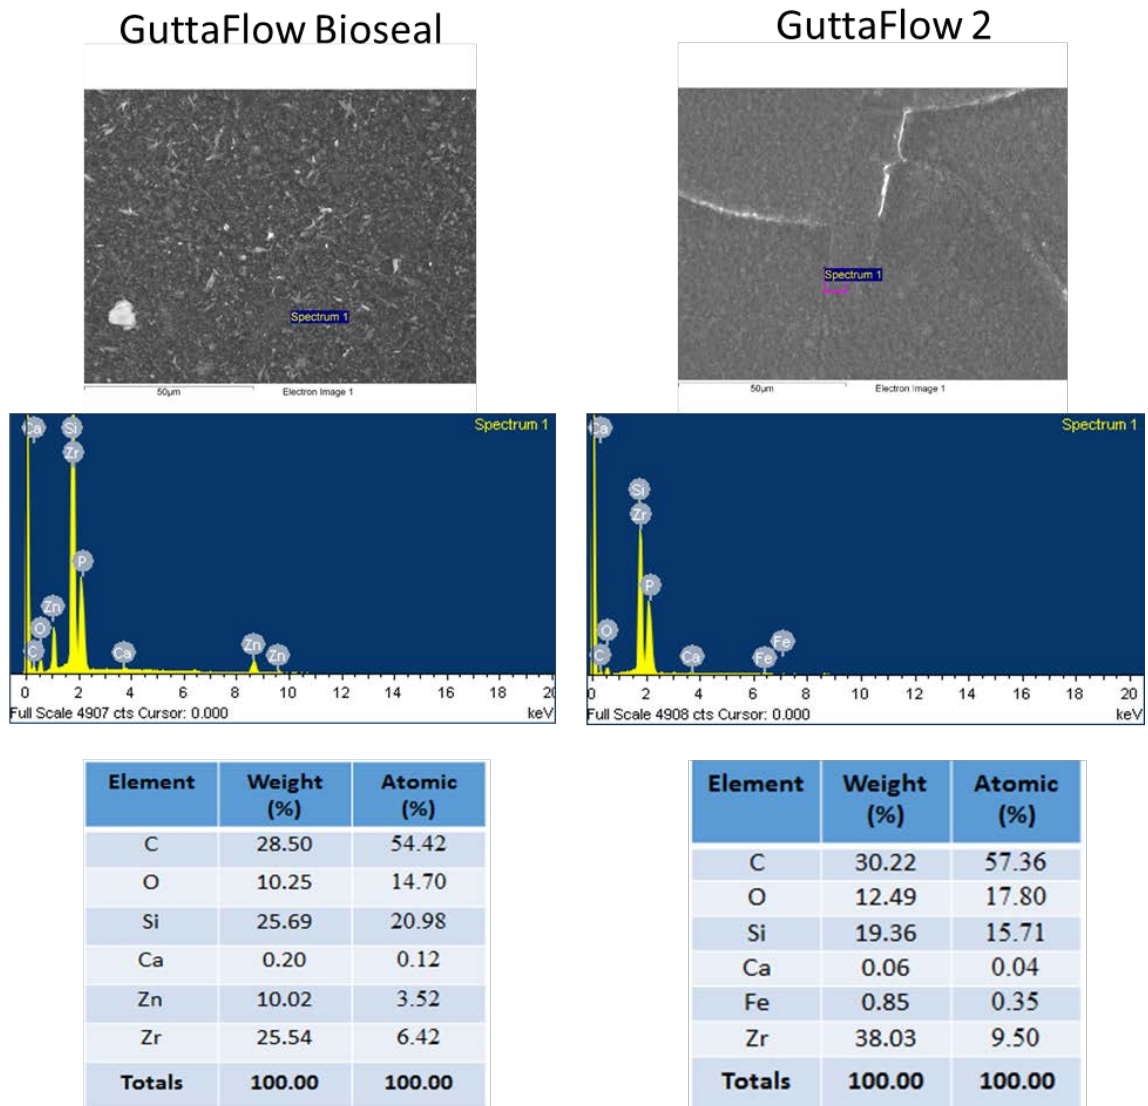 GuttaFlow Bioseal
GuttaFlow 2
Spectrum 1
50µm
Electron Image 1
Spectrum 1
50µm
Electron Image 1
Spectrum 1
Ca
Si
Zr
P
Zn
O
C
Ca
Zn
Zn
0 2 4 6 8 10 12 14 16 18 20
Full Scale 4907 cts Cursor: 0.000 keV
Spectrum 1
Ca
Si
Zr
P
O
C
Ca
Fe
Fe
0 2 4 6 8 10 12 14 16 18 20
Full Scale 4908 cts Cursor: 0.000 keV
Element Weight (%) Atomic (%)
C 28.50 54.42
O 10.25 14.70
Si 25.69 20.98
Ca 0.20 0.12
Zn 10.02 3.52
Zr 25.54 6.42
Totals 100.00 100.00
Element Weight (%) Atomic (%)
C 30.22 57.36
O 12.49 17.80
Si 19.36 15.71
Ca 0.06 0.04
Fe 0.85 0.35
Zr 38.03 9.50
Totals 100.00 100.00